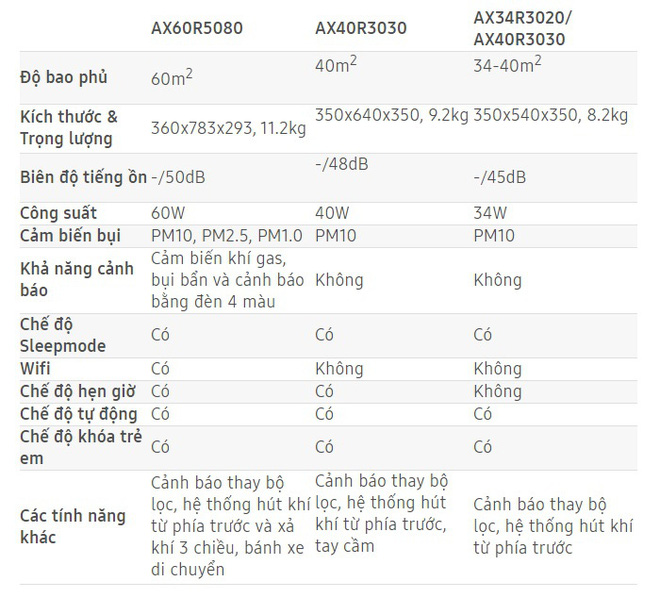 AX60R5080 AX40R3030 AX34R3020/
AX40R3030
Độ bao phủ 60m2 40m2 34-40m2
Kích thước &
Trọng lượng 360x783x293, 11.2kg 350x640x350, 9.2kg 350x540x350, 8.2kg
Biên độ tiếng ồn -/50dB -/48dB -/45dB
Công suất 60W 40W 34W
Cảm biến bụi PM10, PM2.5, PM1.0 PM10 PM10
Khả năng cảnh
báo
Cảm biến khí gas,
bụi bẩn và cảnh báo
bằng đèn 4 màu
Không Không
Chế độ
Sleepmode
Có Có Có
Wifi Có Không Không
Chế độ hẹn giờ Có Có Không
Chế độ tự động Có Có Có
Chế độ khóa trẻ
em
Có Có Có
Các tính năng
khác
Cảnh báo thay bộ
lọc, hệ thống hút khí
từ phía trước và xả
khí 3 chiều, bánh xe
di chuyển
Cảnh báo thay bộ
lọc, hệ thống hút
khí từ phía trước,
tay cầm
Cảnh báo thay bộ
lọc, hệ thống hút khí
từ phía trước